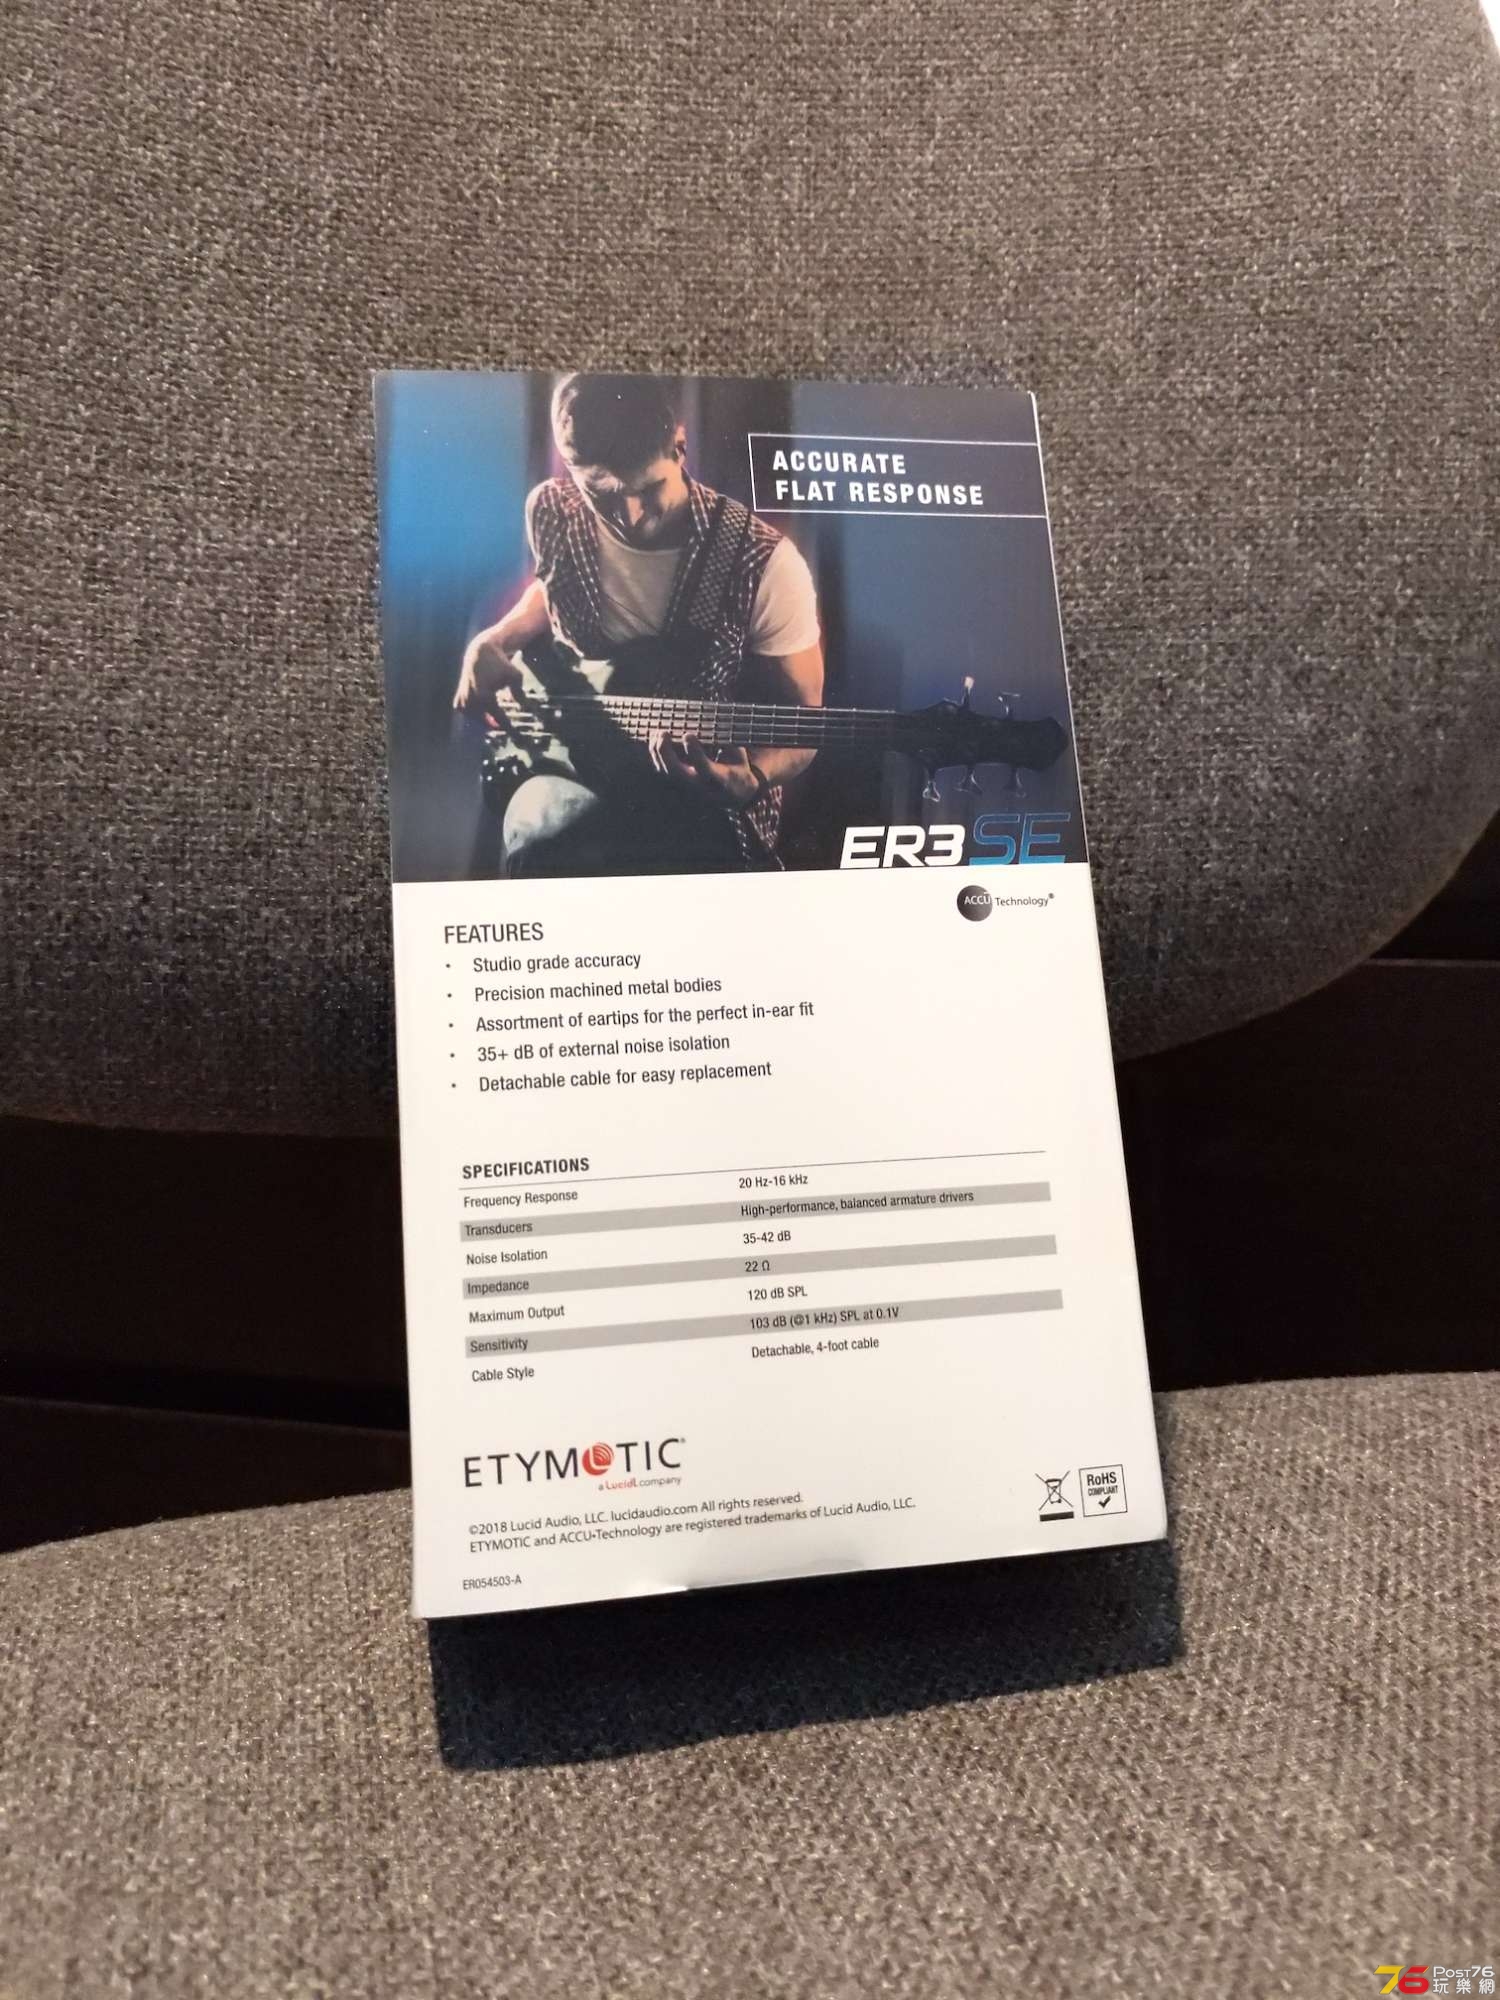 ACCURATE
FLAT RESPONSE
ER3SE
ACCU Technology®
FEATURES
• Studio grade accuracy
• Precision machined metal bodies
• Assortment of eartips for the perfect in-ear fit
• 35+ dB of external noise isolation
• Detachable cable for easy replacement
SPECIFICATIONS
Frequency Response 20 Hz-16 kHz
Transducers High-performance, balanced armature drivers
Noise Isolation 35-42 dB
Impedance 22 Ω
Maximum Output 120 dB SPL
Sensitivity 103 dB (@1 kHz) SPL at 0.1V
Cable Style Detachable, 4-foot cable
ETYMOTIC®
a Lucid company
RoHS
COMPLIANT
©2018 Lucid Audio, LLC. lucidaudio.com All rights reserved.
ETYMOTIC and ACCU•Technology are registered trademarks of Lucid Audio, LLC.
ER054503-A
76 POST76
玩樂網